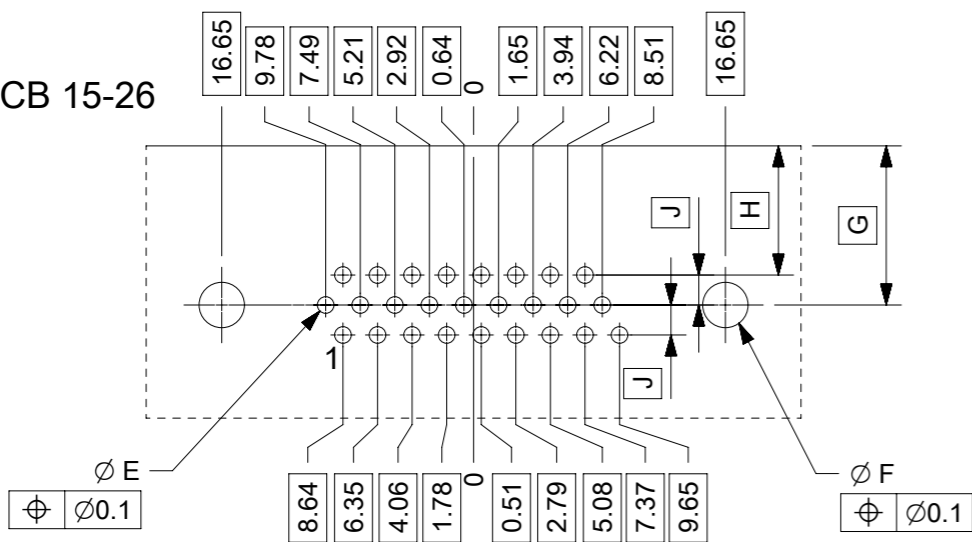 16.65
9.78
7.49
5.21
2.92
0.64
0
1.65
3.94
6.22
8.51
16.65
CB 15-26
J
H
G
1
J
8.64
6.35
4.06
1.78
0
0.51
2.79
5.08
7.37
9.65
Ø E
⌖ Ø0.1
Ø F
⌖ Ø0.1